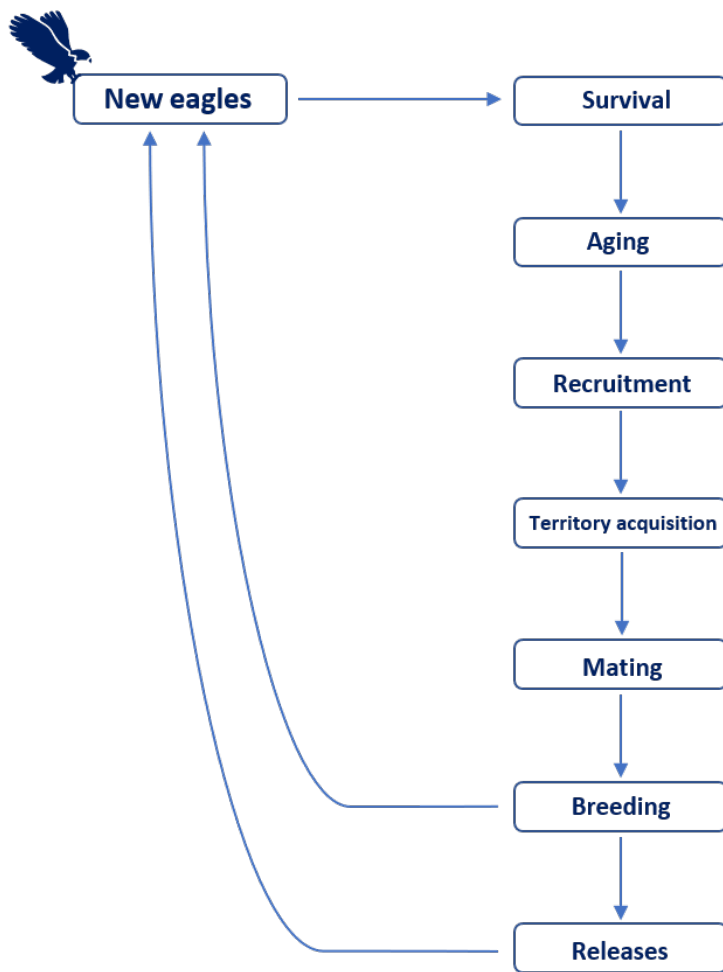 New eagles
Survival
Aging
Recruitment
Territory acquisition
Mating
Breeding
Releases